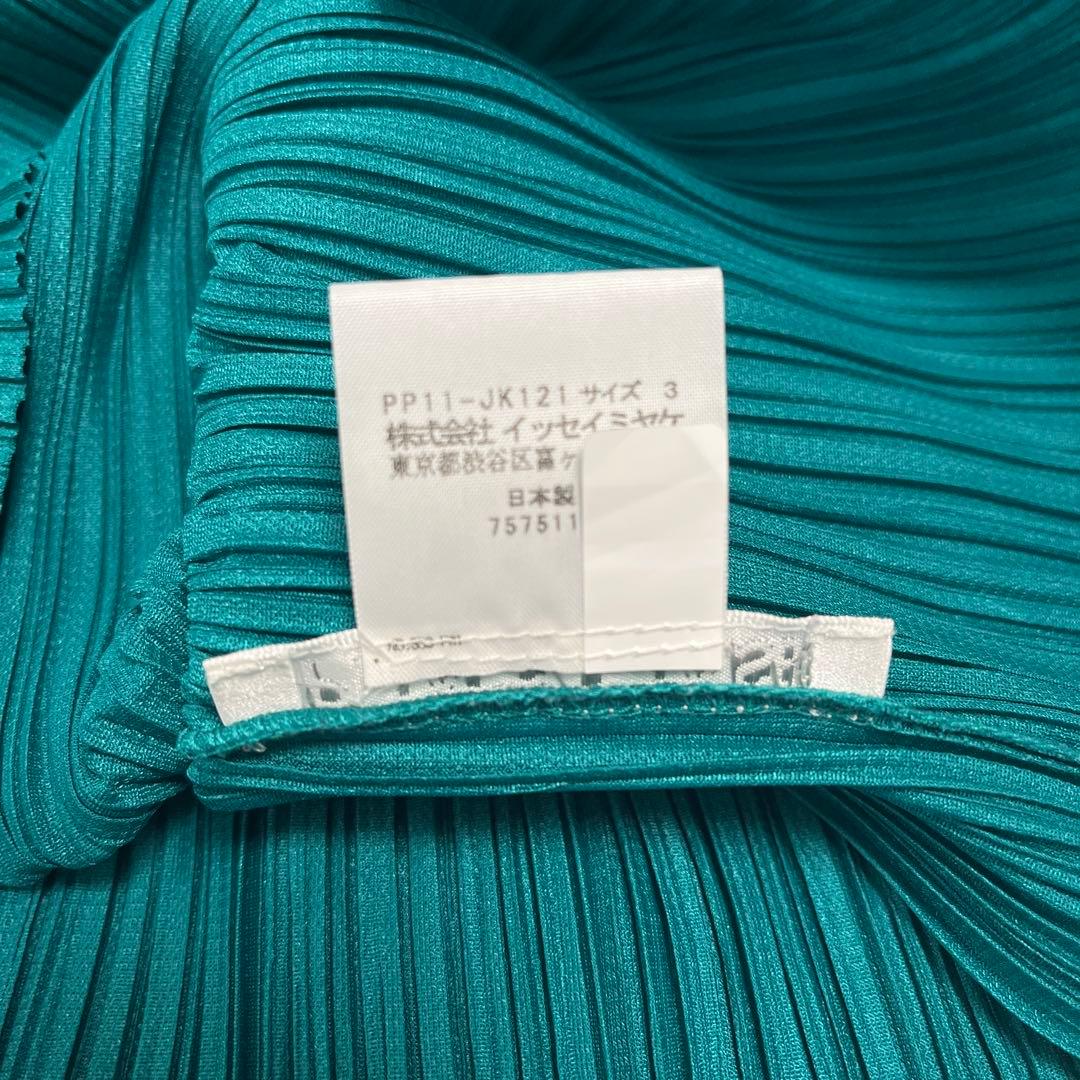 PP11-JK121 サイズ 3
株式会社 イッセイミヤケ
東京都渋谷区富ケ
日本製
757511